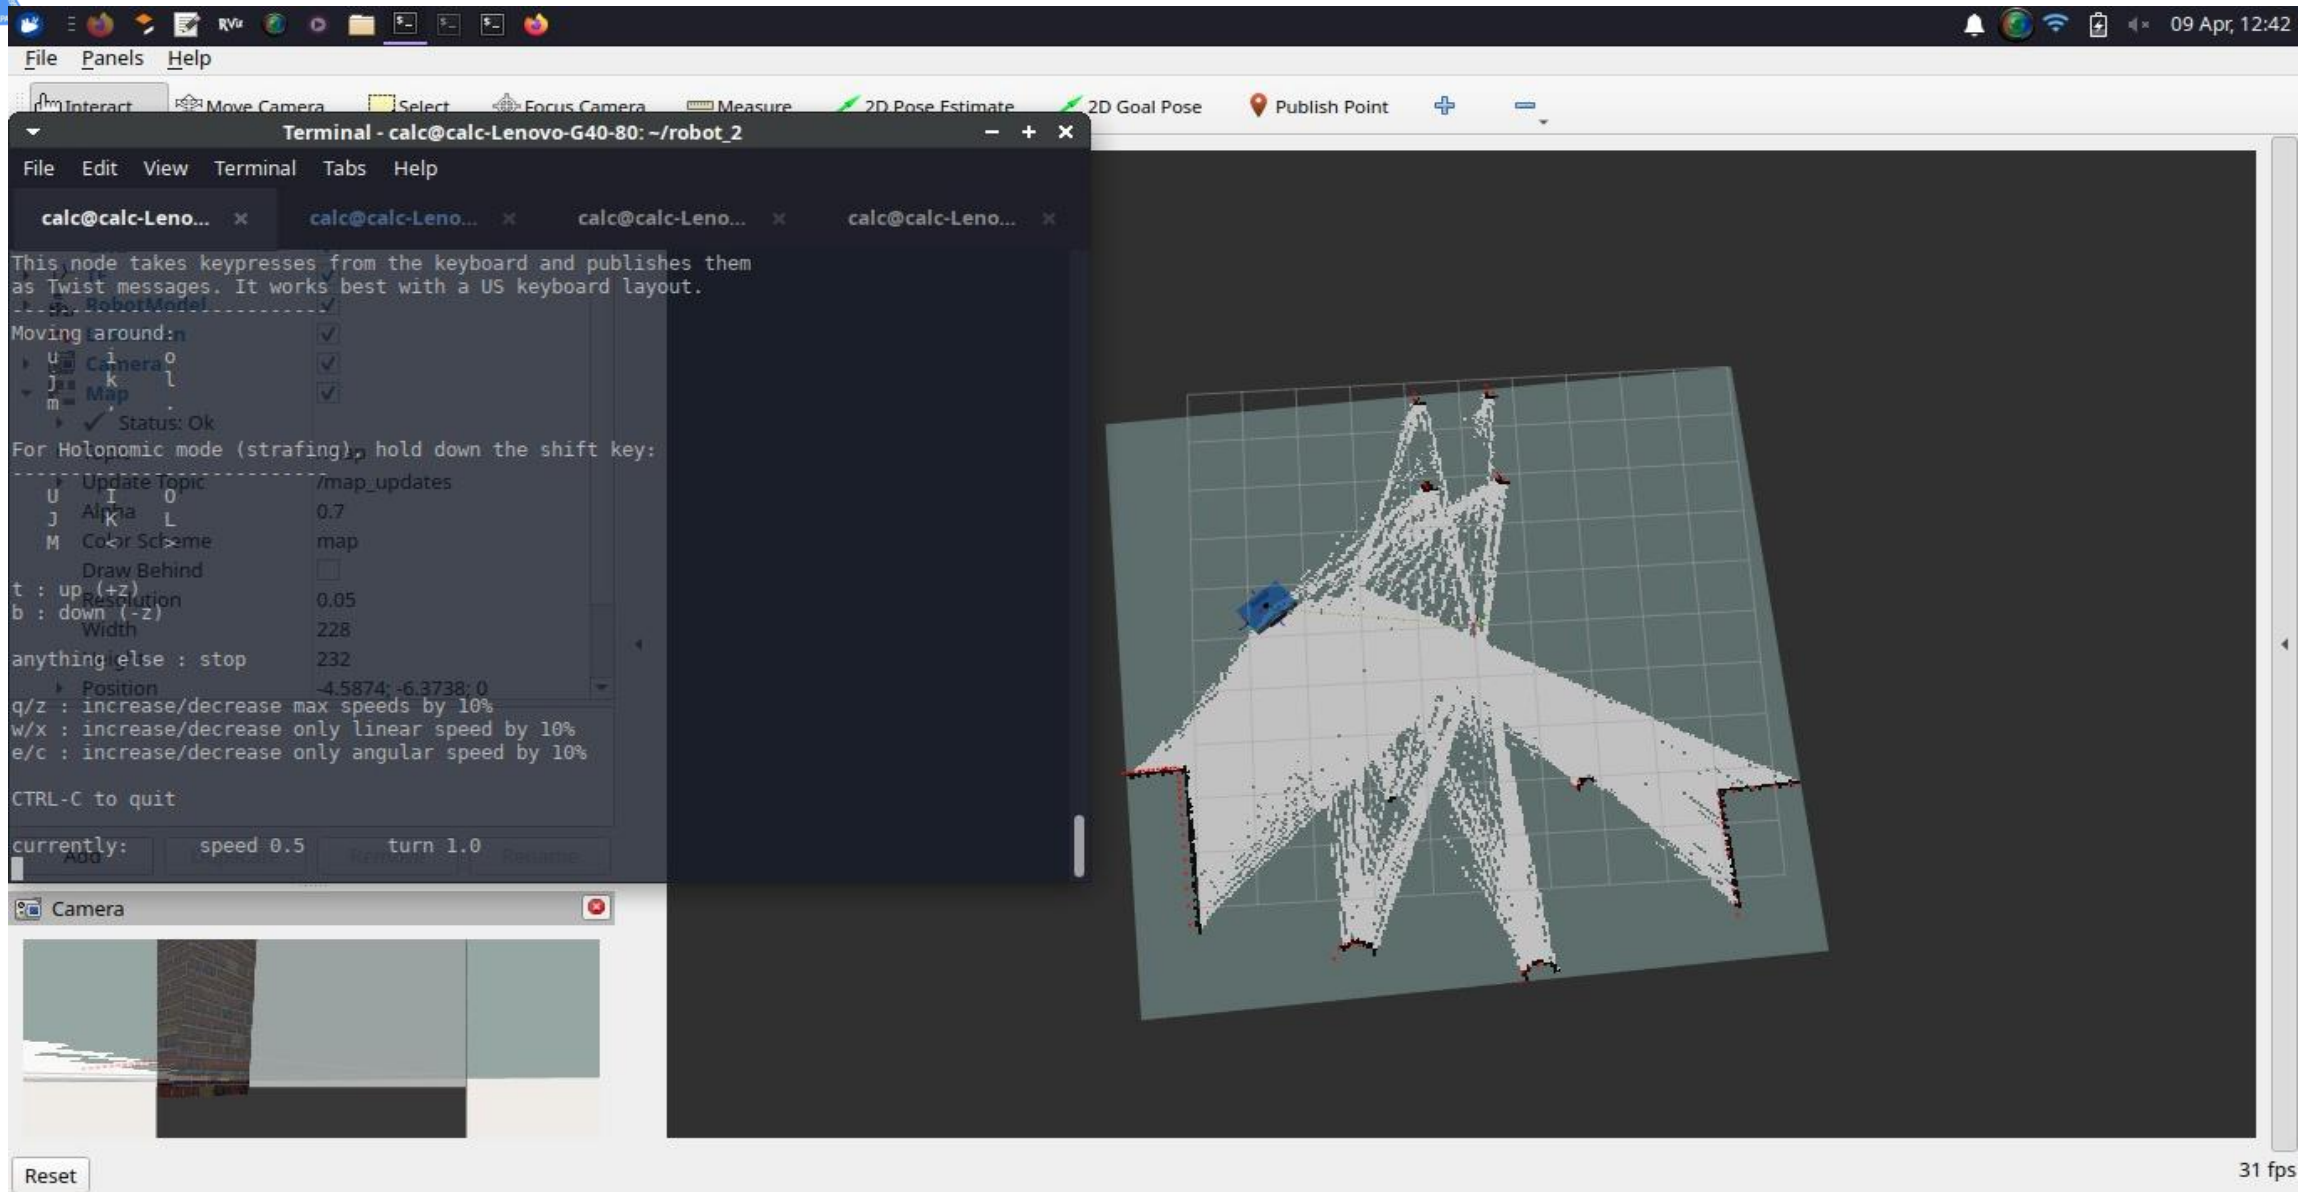 RViz
09 Apr, 12:42
File Panels Help
Interact Move Camera Select Focus Camera Measure 2D Pose Estimate 2D Goal Pose Publish Point
Terminal - calc@calc-Lenovo-G40-80: ~/robot_2
File Edit View Terminal Tabs Help
calc@calc-Leno... calc@calc-Leno... calc@calc-Leno... calc@calc-Leno...
This node takes keypresses from the keyboard and publishes them
as Twist messages. It works best with a US keyboard layout.
RobotModel
---------------------------
Moving around:
u i o
Camera
j k l
Map
m , .
Status: Ok
For Holonomic mode (strafing), hold down the shift key:
---------------------------
Update Topic /map_updates
U I O
Alpha 0.7
J K L
Color Scheme map
M < >
Draw Behind
t : up (+z)
Resolution 0.05
b : down (-z)
Width 228
anything else : stop
232
Position -4.5874; -6.3738; 0
q/z : increase/decrease max speeds by 10%
w/x : increase/decrease only linear speed by 10%
e/c : increase/decrease only angular speed by 10%
CTRL-C to quit
currently: speed 0.5 turn 1.0
Add Remove Rename
Camera
Reset
31 fps